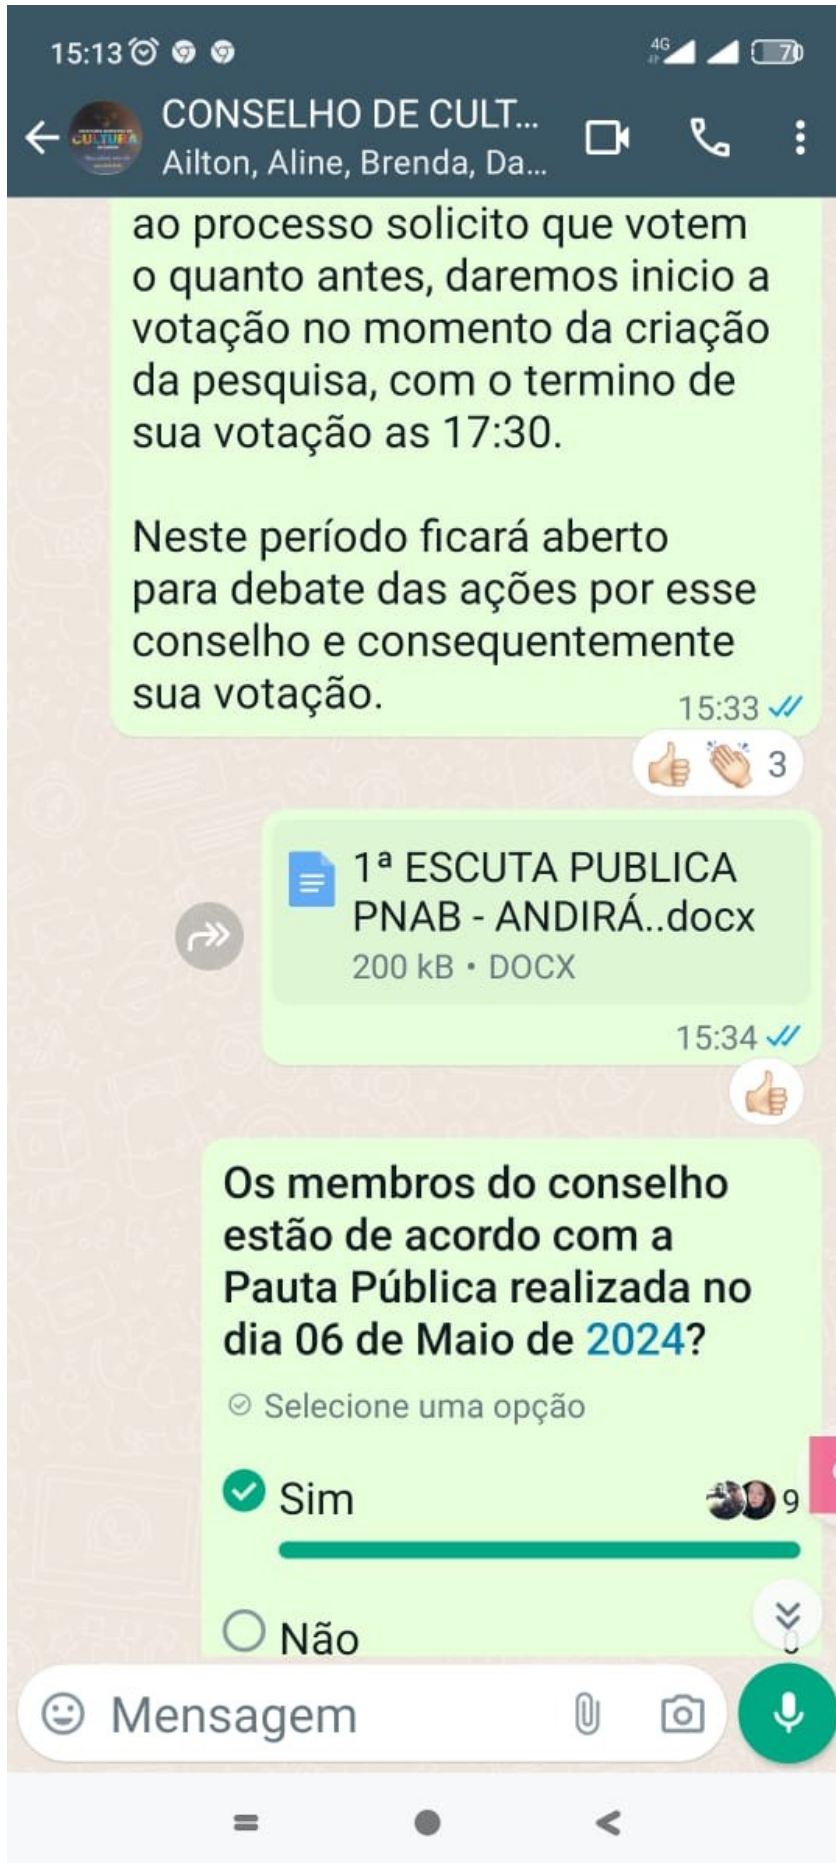 15:13
4G
70
CONSELHO DE CULT...
Ailton, Aline, Brenda, Da...
CULTURA
ao processo solicito que votem
o quanto antes, daremos inicio a
votação no momento da criação
da pesquisa, com o termino de
sua votação as 17:30.
Neste período ficará aberto
para debate das ações por esse
conselho e consequentemente
sua votação.
15:33
3
1ª ESCUTA PUBLICA
PNAB - ANDIRÁ..docx
200 kB • DOCX
15:34
Os membros do conselho
estão de acordo com a
Pauta Pública realizada no
dia 06 de Maio de 2024?
Selecione uma opção
Sim
9
Não
Mensagem